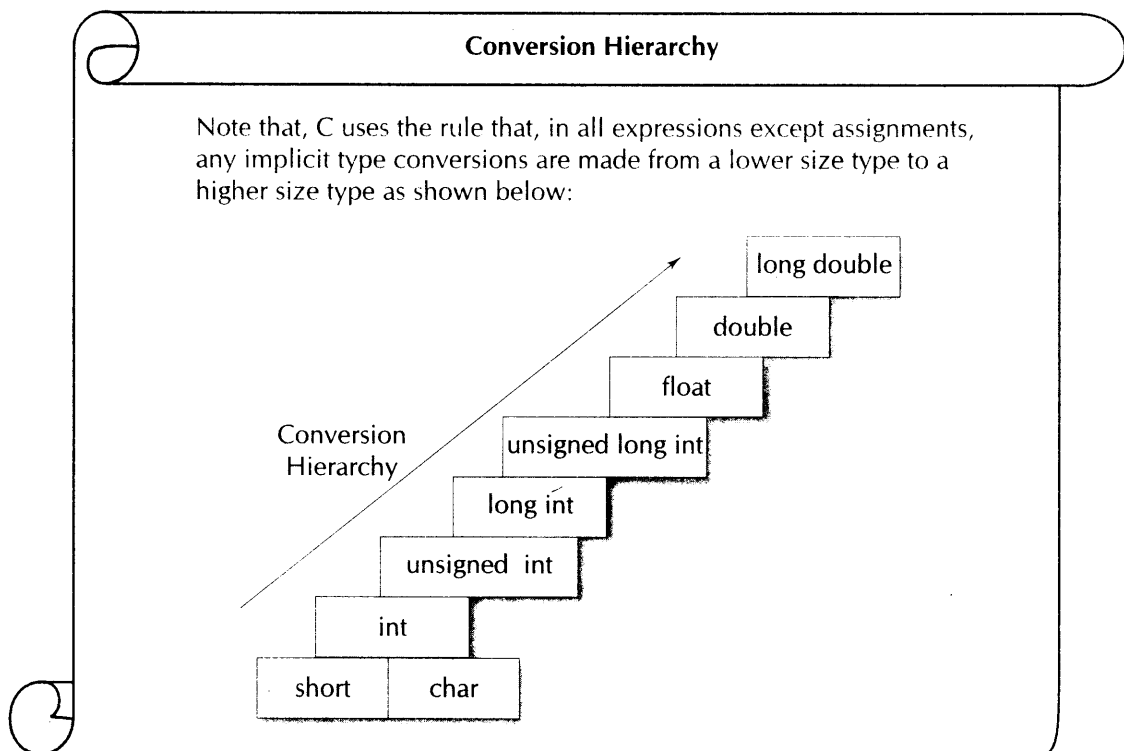 Conversion Hierarchy
Note that, C uses the rule that, in all expressions except assignments,
any implicit type conversions are made from a lower size type to a
higher size type as shown below:
long double
double
float
Conversion
Hierarchy
unsigned long int
long int
unsigned int
int
short
char